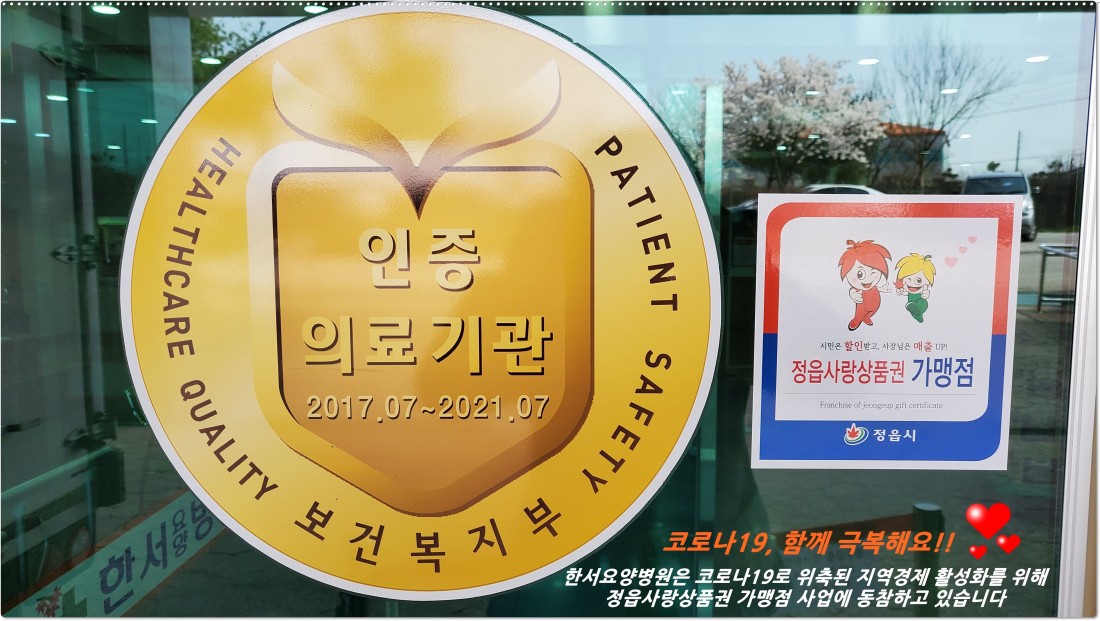 HEALTHCARE QUALITY
PATIENT SAFETY
보건복지부
인증
의료기관
2017.07~2021.07
시민은 할인받고, 사장님은 매출 UP!
정읍사랑상품권 가맹점
Franchise of jeongeup gift certificate
정읍시
한서요양병
코로나19, 함께 극복해요!!
한서요양병원은 코로나19로 위축된 지역경제 활성화를 위해
정읍사랑상품권 가맹점 사업에 동참하고 있습니다